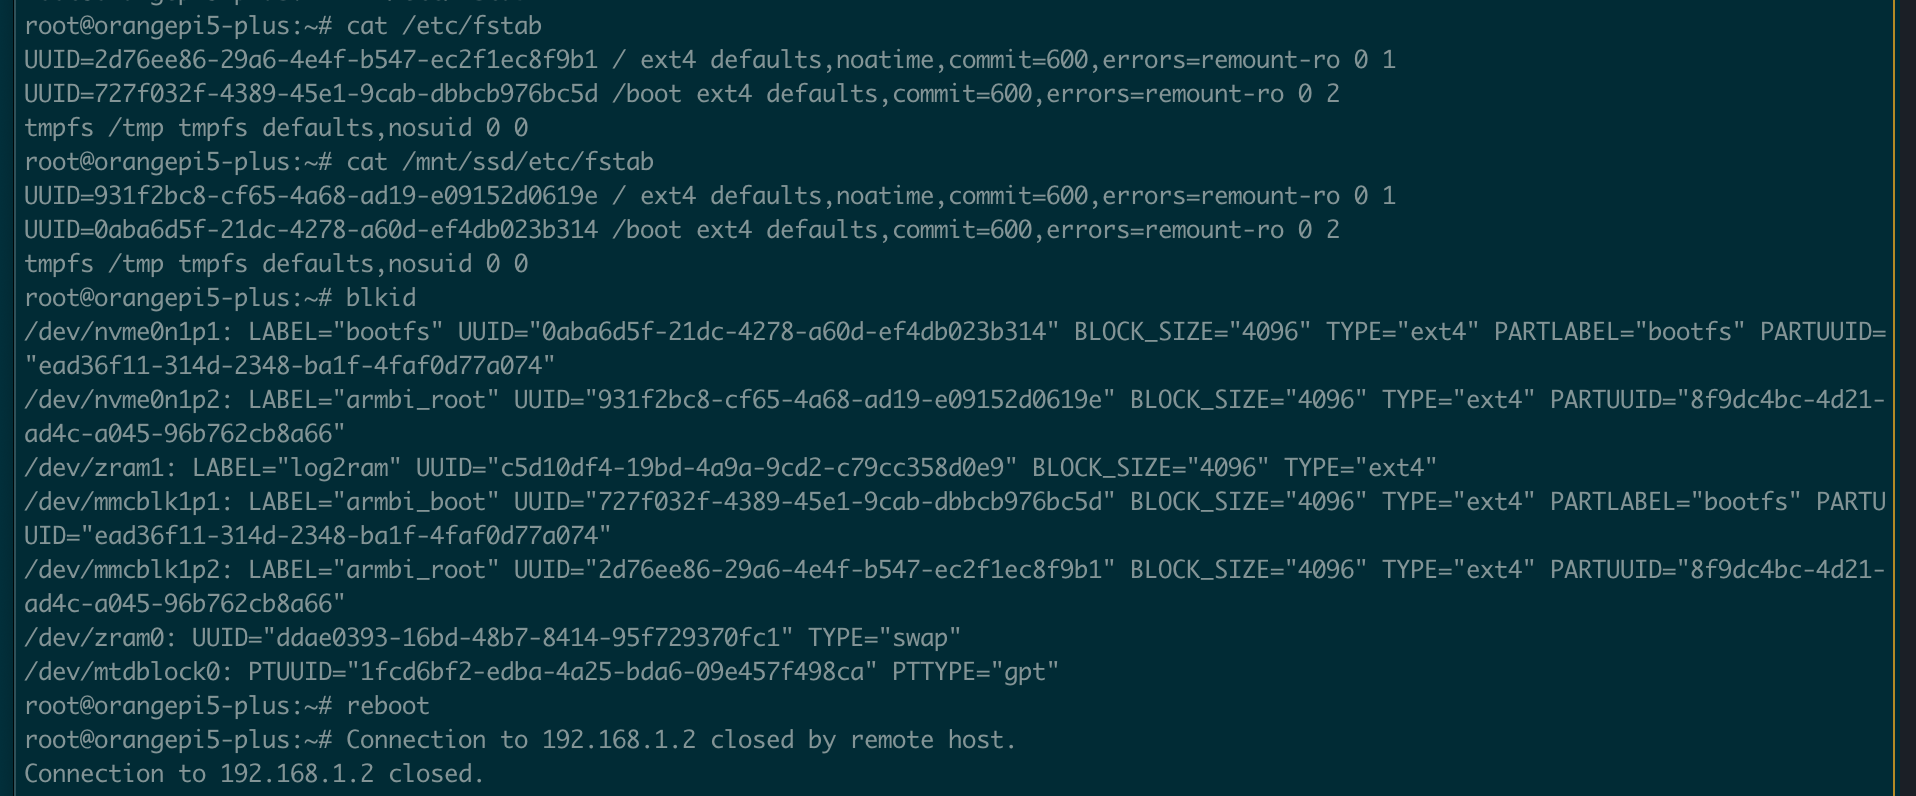 root@orangepi5-plus:~# cat /etc/fstab
UUID=2d76ee86-29a6-4e4f-b547-ec2f1ec8f9b1 / ext4 defaults,noatime,commit=600,errors=remount-ro 0 1
UUID=727f032f-4389-45e1-9cab-dbbcb976bc5d /boot ext4 defaults,commit=600,errors=remount-ro 0 2
tmpfs /tmp tmpfs defaults,nosuid 0 0
root@orangepi5-plus:~# cat /mnt/ssd/etc/fstab
UUID=931f2bc8-cf65-4a68-ad19-e09152d0619e / ext4 defaults,noatime,commit=600,errors=remount-ro 0 1
UUID=0aba6d5f-21dc-4278-a60d-ef4db023b314 /boot ext4 defaults,commit=600,errors=remount-ro 0 2
tmpfs /tmp tmpfs defaults,nosuid 0 0
root@orangepi5-plus:~# blkid
/dev/nvme0n1p1: LABEL="bootfs" UUID="0aba6d5f-21dc-4278-a60d-ef4db023b314" BLOCK_SIZE="4096" TYPE="ext4" PARTLABEL="bootfs" PARTUUID=
"ead36f11-314d-2348-ba1f-4faf0d77a074"
/dev/nvme0n1p2: LABEL="armbi_root" UUID="931f2bc8-cf65-4a68-ad19-e09152d0619e" BLOCK_SIZE="4096" TYPE="ext4" PARTUUID="8f9dc4bc-4d21-
ad4c-a045-96b762cb8a66"
/dev/zram1: LABEL="log2ram" UUID="c5d10df4-19bd-4a9a-9cd2-c79cc358d0e9" BLOCK_SIZE="4096" TYPE="ext4"
/dev/mmcblk1p1: LABEL="armbi_boot" UUID="727f032f-4389-45e1-9cab-dbbcb976bc5d" BLOCK_SIZE="4096" TYPE="ext4" PARTLABEL="bootfs" PARTU
UID="ead36f11-314d-2348-ba1f-4faf0d77a074"
/dev/mmcblk1p2: LABEL="armbi_root" UUID="2d76ee86-29a6-4e4f-b547-ec2f1ec8f9b1" BLOCK_SIZE="4096" TYPE="ext4" PARTUUID="8f9dc4bc-4d21-
ad4c-a045-96b762cb8a66"
/dev/zram0: UUID="ddae0393-16bd-48b7-8414-95f729370fc1" TYPE="swap"
/dev/mtdblock0: PTUUID="1fcd6bf2-edba-4a25-bda6-09e457f498ca" PTTYPE="gpt"
root@orangepi5-plus:~# reboot
root@orangepi5-plus:~# Connection to 192.168.1.2 closed by remote host.
Connection to 192.168.1.2 closed.